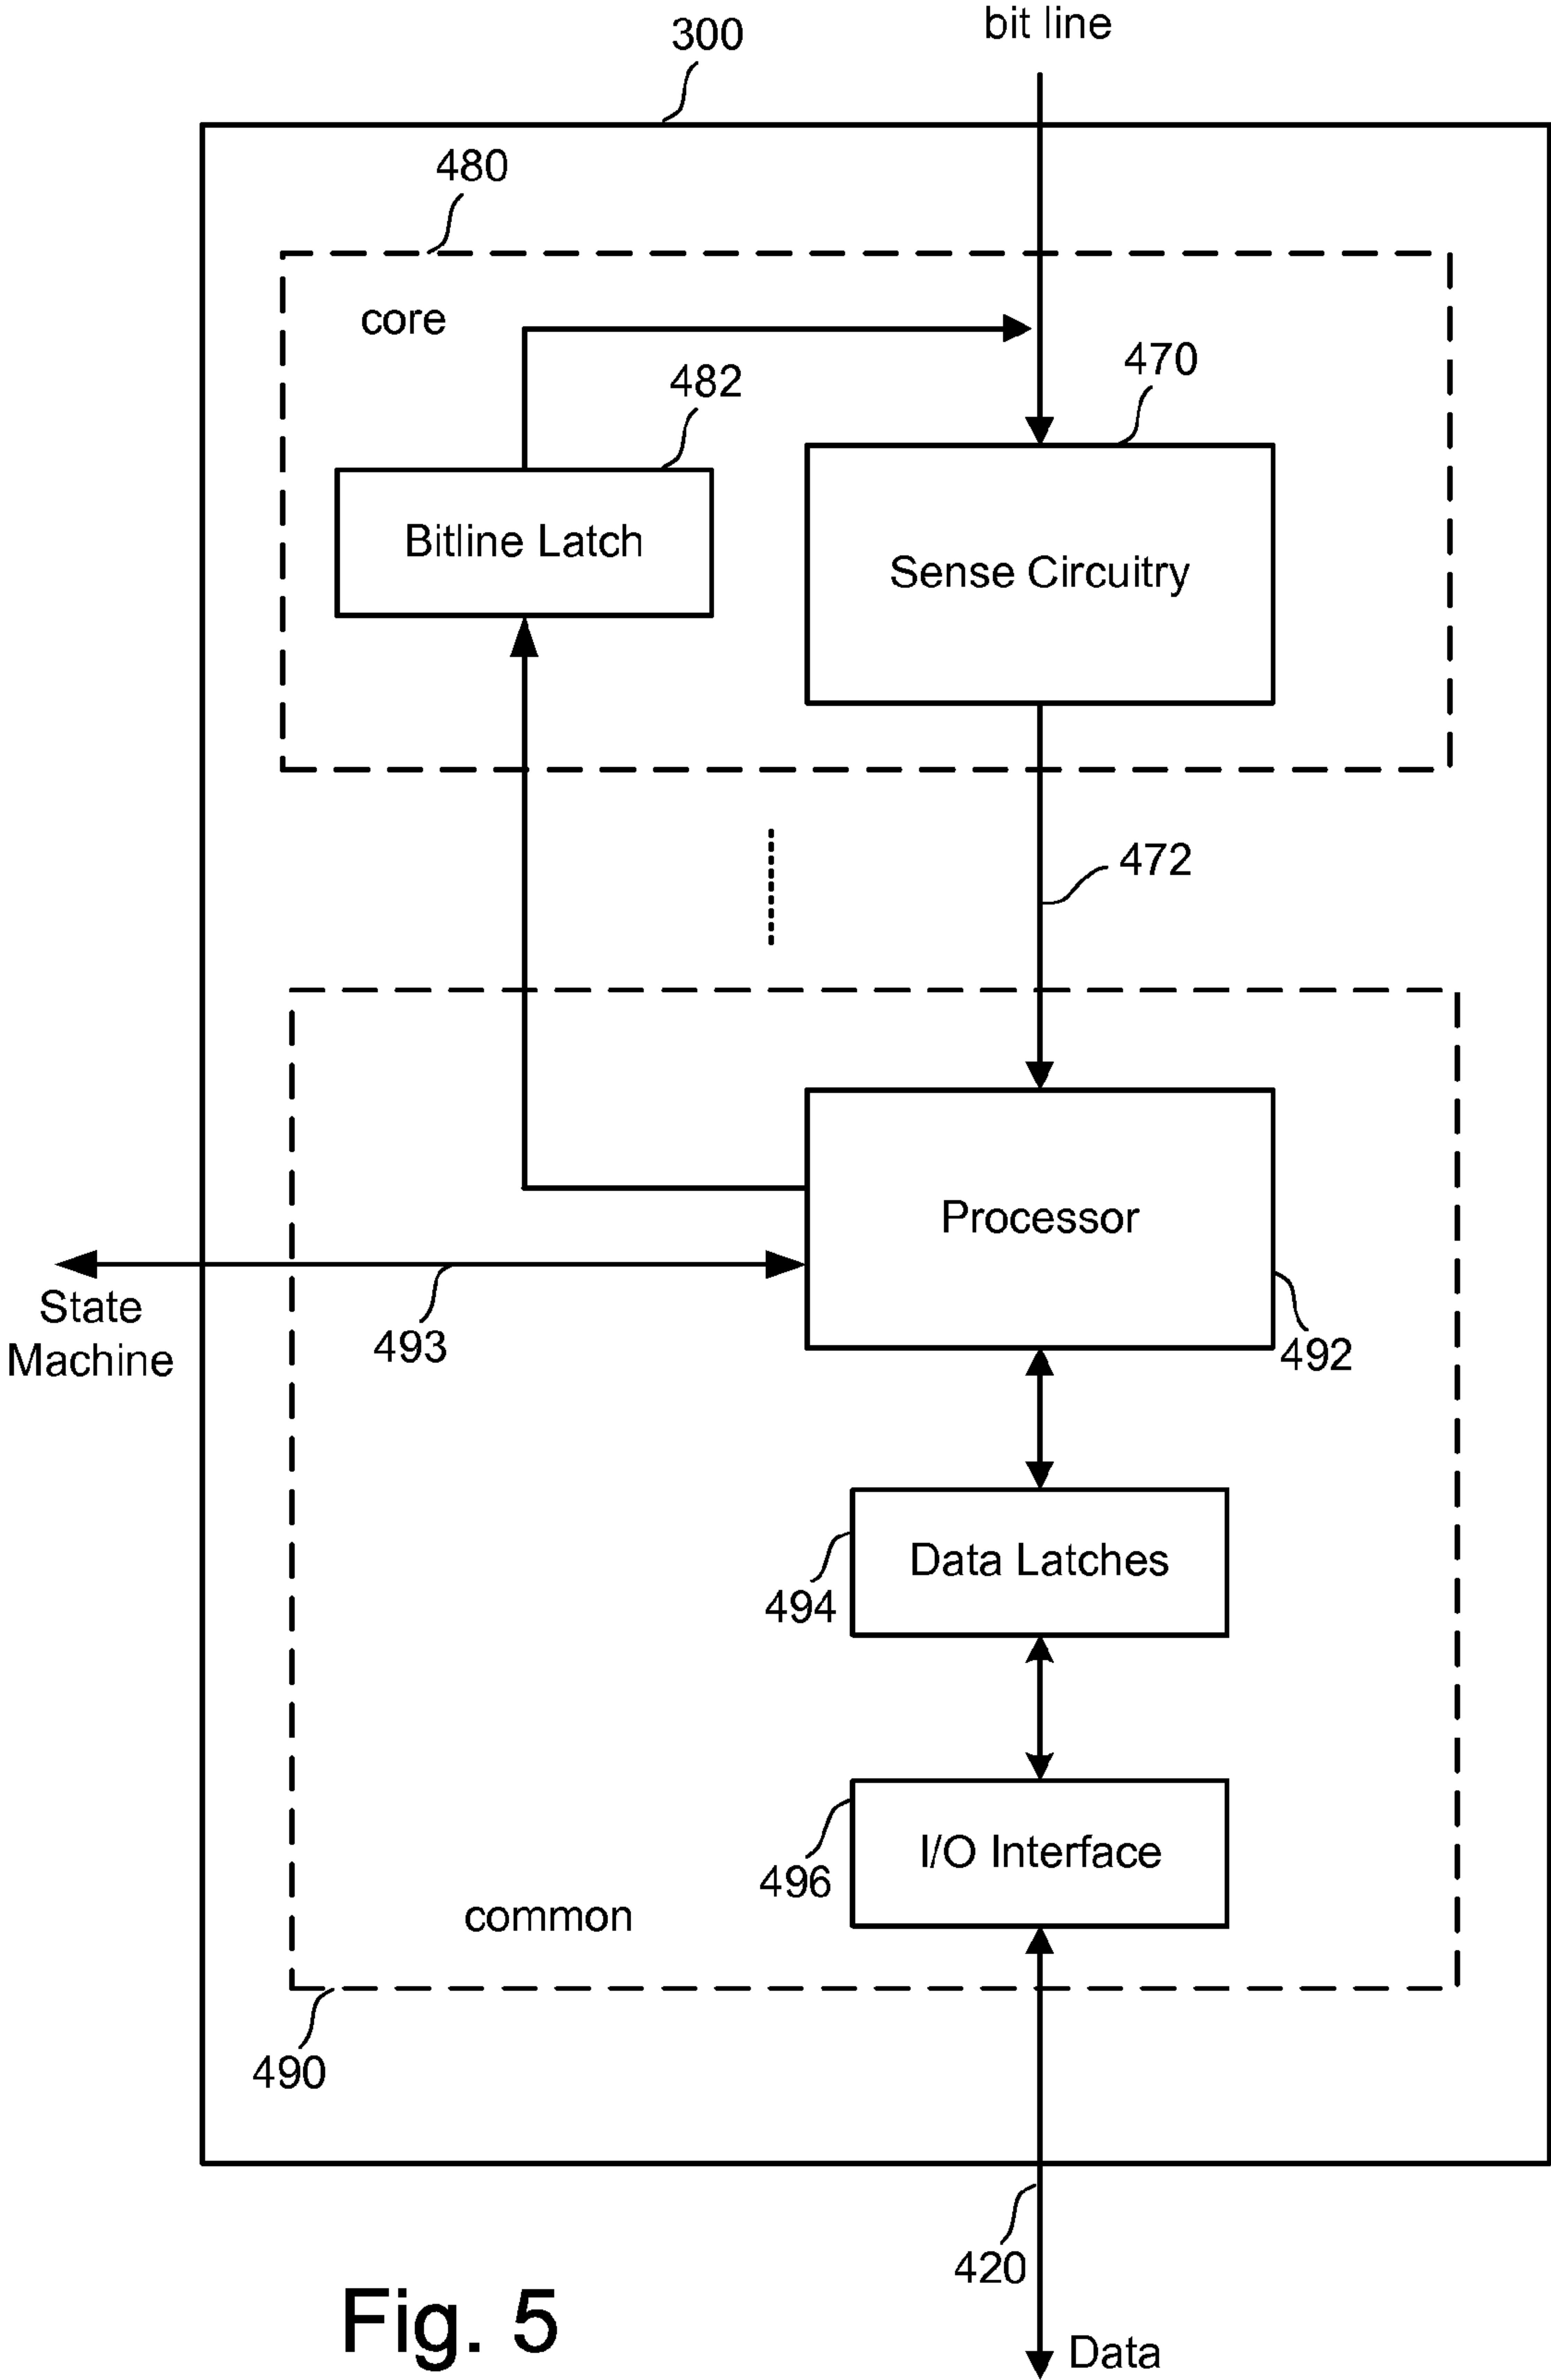 bit line
300
480
core
470
482
Bitline Latch
Sense Circuitry
472
Processor
State
Machine
493
492
Data Latches
494
I/O Interface
496
common
490
420
Fig. 5
Data